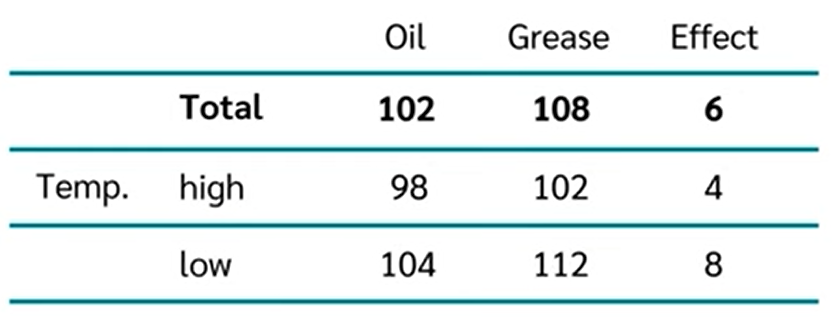 Oil Grease Effect
Total 102 108 6
Temp. high 98 102 4
low 104 112 8